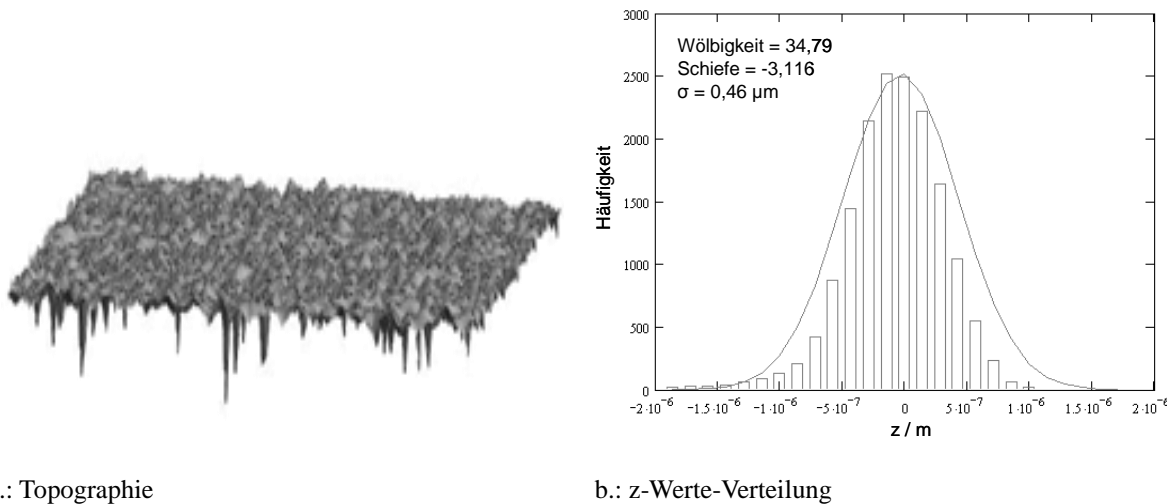 Wölbigkeit = 34,79
Schiefe = -3,116
σ = 0,46 µm
Häufigkeit
3000
2500
2000
1500
1000
500
0
-2·10⁻⁶ -1.5·10⁻⁶ -1·10⁻⁶ -5·10⁻⁷ 0 5·10⁻⁷ 1·10⁻⁶ 1.5·10⁻⁶ 2·10⁻⁶
z / m
.: Topographie
b.: z-Werte-Verteilung